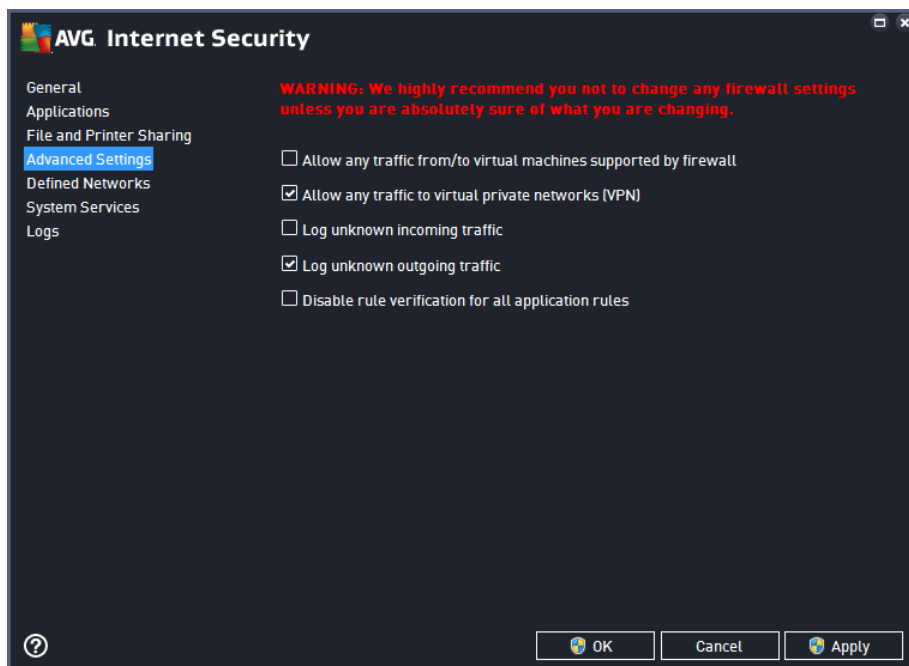 AVG Internet Security
General
Applications
File and Printer Sharing
Advanced Settings
Defined Networks
System Services
Logs
WARNING: We highly recommend you not to change any firewall settings
unless you are absolutely sure of what you are changing.
Allow any traffic from/to virtual machines supported by firewall
Allow any traffic to virtual private networks (VPN)
Log unknown incoming traffic
Log unknown outgoing traffic
Disable rule verification for all application rules
?
OK
Cancel
Apply